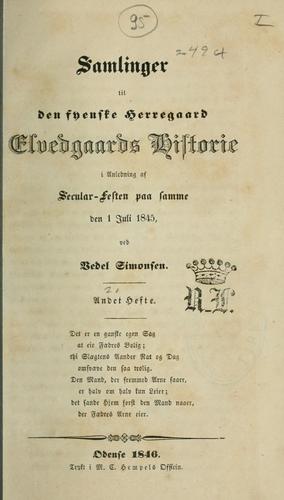 95
I
=494
Samlinger
til
den fyenske Herregaard
Elvedgaards Historie
i Anledning af
Secular-Festen paa samme
den 1 Juli 1845,
ved
Vedel Simonsen.
2.
Andet Hefte.
R.L.
Det er en ganske egen Sag
at eie Fædres Bolig;
thi Slægtens Aander Nat og Dag
omsvæve den saa trolig.
Den Mand, der fremmed Arne faaer,
er halv om halv kun Leier;
det sande Hjem først den Mand naaer,
der Fædres Arne eier.
Odense 1846.
Trykt i M. C. Hempels Officin.